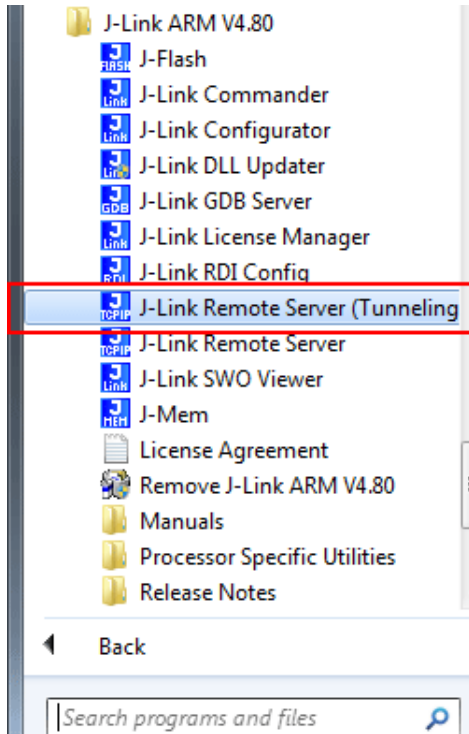 J-Link ARM V4.80
J-Flash
J-Link Commander
J-Link Configurator
J-Link DLL Updater
J-Link GDB Server
J-Link License Manager
J-Link RDI Config
J-Link Remote Server (Tunneling
J-Link Remote Server
J-Link SWO Viewer
J-Mem
License Agreement
Remove J-Link ARM V4.80
Manuals
Processor Specific Utilities
Release Notes
Back
Search programs and files